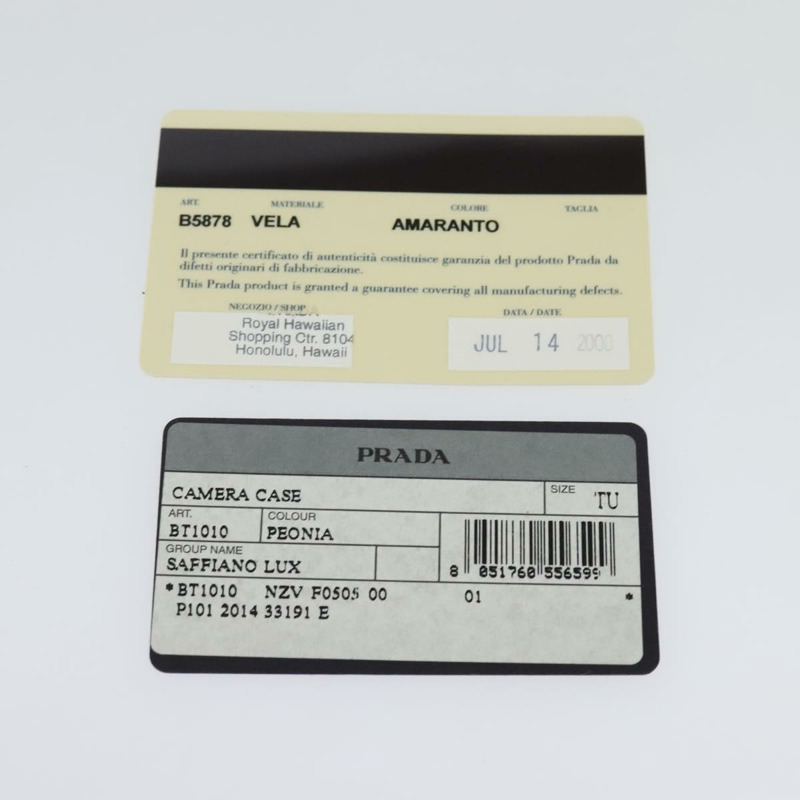 ART. MATERIALE COLORE TAGLIA
B5878 VELA AMARANTO
Il presente certificato di autenticità costituisce garanzia del prodotto Prada da
difetti originari di fabbricazione.
This Prada product is granted a guarantee covering all manufacturing defects.
NEGOZIO / SHOP DATA / DATE
Royal Hawaiian
Shopping Ctr. 8104
Honolulu, Hawaii
JUL 14 2000
PRADA
CAMERA CASE SIZE TU
ART. COLOUR
BT1010 PEONIA
GROUP NAME
SAFFIANO LUX
8 051760 556599
*BT1010 NZV F0505 00 01 *
P101 2014 33191 E